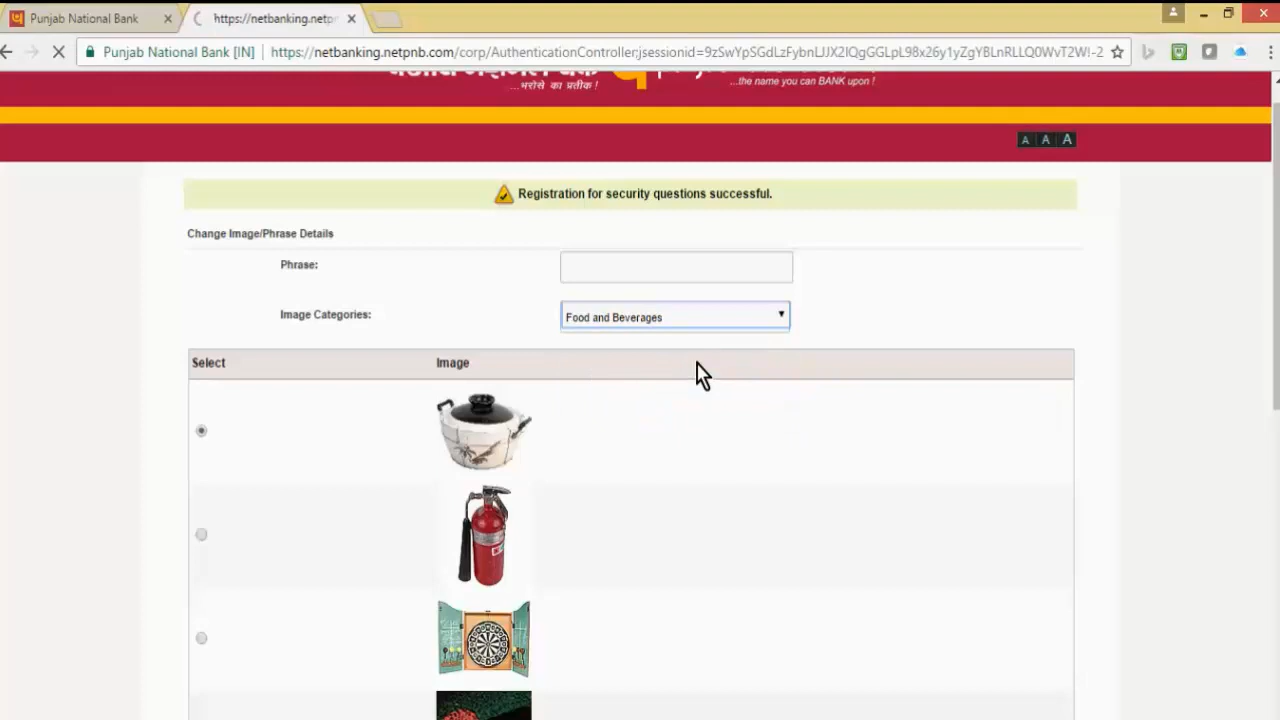 Punjab National Bank
https://netbanking.netp
Punjab National Bank [IN]
https://netbanking.netpnb.com/corp/AuthenticationController;jsessionid=9zSwYpSGdLzFybnLJJX2IQgGGLpL98x26y1yZgYBLnRLLQ0WvT2W!-2
...भरोसे का प्रतीक !
...the name you can BANK upon !
A A A
Registration for security questions successful.
Change Image/Phrase Details
Phrase:
Image Categories:
Food and Beverages
Select Image